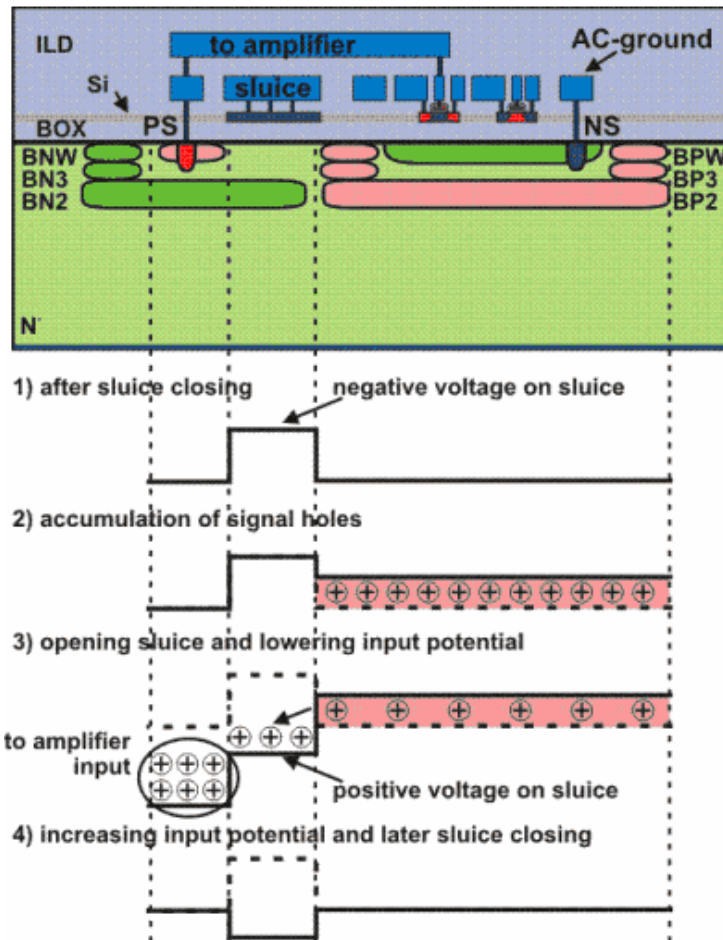 ILD
to amplifier
AC-ground
Si
sluice
BOX
PS
NS
BNW
BPW
BN3
BP3
BN2
BP2
N-
1) after sluice closing
negative voltage on sluice
2) accumulation of signal holes
+ + + + + + + + + + +
3) opening sluice and lowering input potential
+ + + + + +
+ + +
to amplifier
input
+ + +
+ + +
positive voltage on sluice
4) increasing input potential and later sluice closing